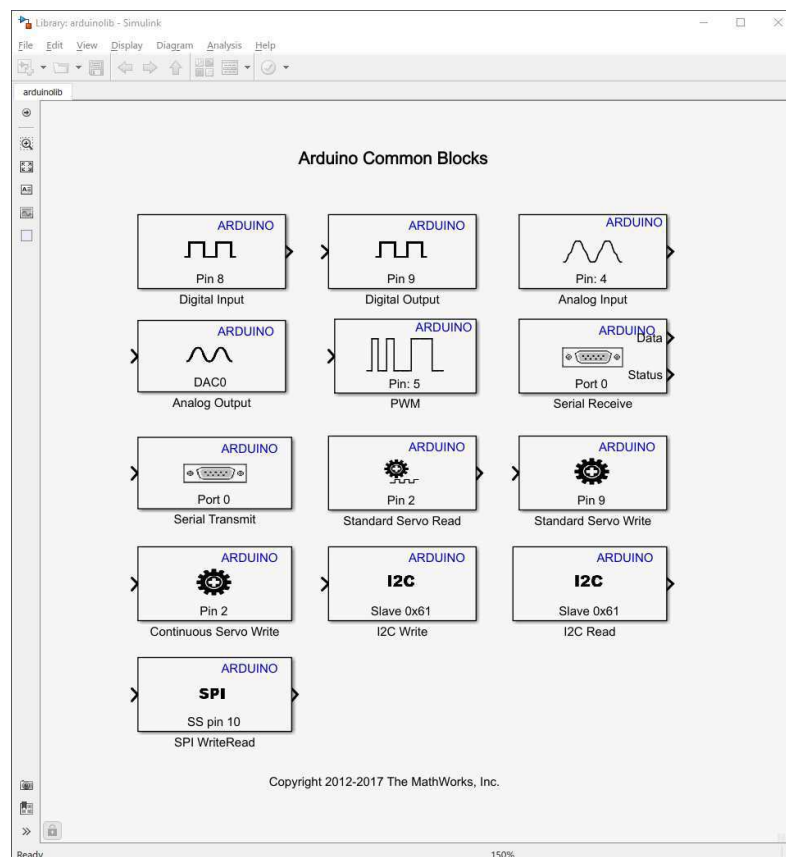 Library: arduinolib - Simulink
File Edit View Display Diagram Analysis Help
arduinolib
Arduino Common Blocks
ARDUINO
Pin 8
Digital Input
ARDUINO
Pin 9
Digital Output
ARDUINO
Pin: 4
Analog Input
ARDUINO
DAC0
Analog Output
ARDUINO
Pin: 5
PWM
ARDUINO
Data
Status
Port 0
Serial Receive
ARDUINO
Port 0
Serial Transmit
ARDUINO
Pin 2
Standard Servo Read
ARDUINO
Pin 9
Standard Servo Write
ARDUINO
Pin 2
Continuous Servo Write
ARDUINO
I2C
Slave 0x61
I2C Write
ARDUINO
I2C
Slave 0x61
I2C Read
ARDUINO
SPI
SS pin 10
SPI WriteRead
Copyright 2012-2017 The MathWorks, Inc.
Ready 150%